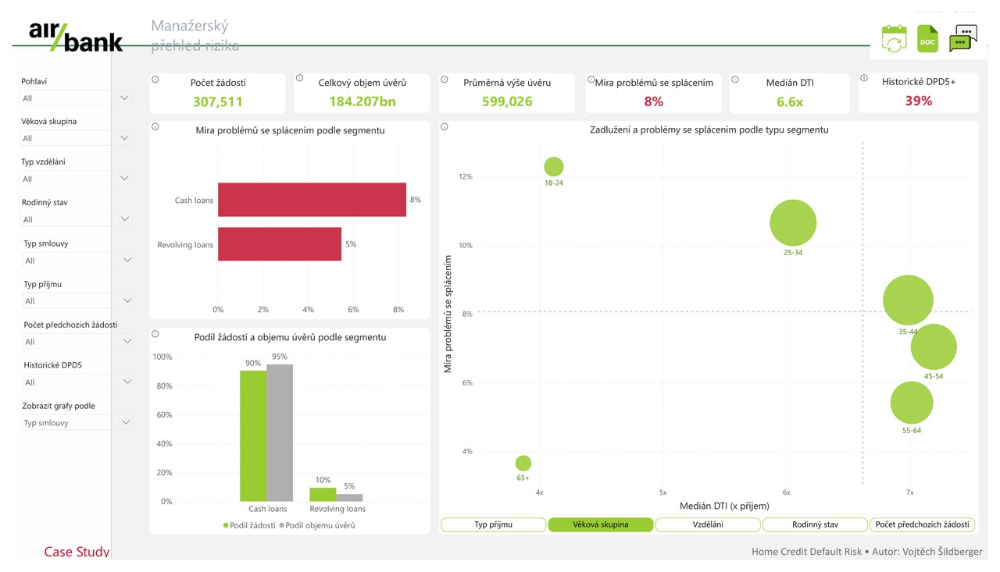 air bank
Manažerský
přehled rizika
DOC
Pohlaví
All
Věková skupina
All
Typ vzdělání
All
Rodinný stav
All
Typ smlouvy
All
Typ příjmu
All
Počet předchozích žádostí
All
Historické DPD5
All
Zobrazit grafy podle
Typ smlouvy
Case Study
Počet žádostí
307,511
Celkový objem úvěrů
184.207bn
Průměrná výše úvěru
599,026
Míra problémů se splácením
8%
Medián DTI
6.6x
Historické DPD5+
39%
Míra problémů se splácením podle segmentu
Cash loans
8%
Revolving loans
5%
0% 2% 4% 6% 8%
Podíl žádostí a objemu úvěrů podle segmentu
100%
80%
60%
40%
20%
0%
90% 95%
10% 5%
Cash loans Revolving loans
Podíl žádostí Podíl objemu úvěrů
Zadlužení a problémy se splácením podle typu segmentu
Míra problémů se splácením
12%
10%
8%
6%
4%
18-24
25-34
35-44
45-54
55-64
65+
4x 5x 6x 7x
Medián DTI (x příjem)
Typ příjmu Věková skupina Vzdělání Rodinný stav Počet předchozích žádostí
Home Credit Default Risk • Autor: Vojtěch Šildberger